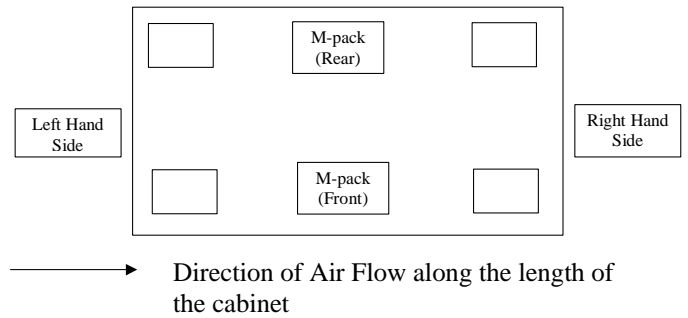 M-pack
(Rear)
Left Hand
Side
Right Hand
Side
M-pack
(Front)
Direction of Air Flow along the length of
the cabinet